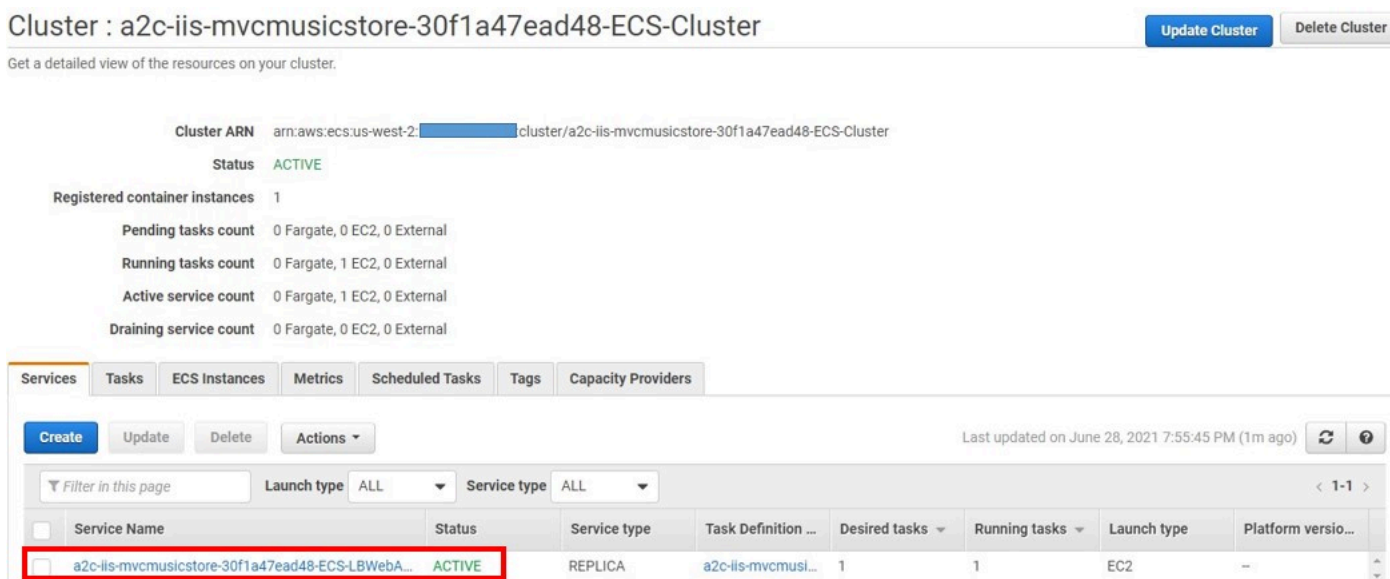 Cluster : a2c-iis-mvcmusicstore-30f1a47ead48-ECS-Cluster
Update Cluster
Delete Cluster
Get a detailed view of the resources on your cluster.
Cluster ARN arn:aws:ecs:us-west-2: :cluster/a2c-iis-mvcmusicstore-30f1a47ead48-ECS-Cluster
Status ACTIVE
Registered container instances 1
Pending tasks count 0 Fargate, 0 EC2, 0 External
Running tasks count 0 Fargate, 1 EC2, 0 External
Active service count 0 Fargate, 1 EC2, 0 External
Draining service count 0 Fargate, 0 EC2, 0 External
Services Tasks ECS Instances Metrics Scheduled Tasks Tags Capacity Providers
Create Update Delete Actions Last updated on June 28, 2021 7:55:45 PM (1m ago)
Filter in this page Launch type ALL Service type ALL < 1-1 >
Service Name Status Service type Task Definition ... Desired tasks Running tasks Launch type Platform versio...
a2c-iis-mvcmusicstore-30f1a47ead48-ECS-LBWebA... ACTIVE REPLICA a2c-iis-mvcmusi... 1 1 EC2 --